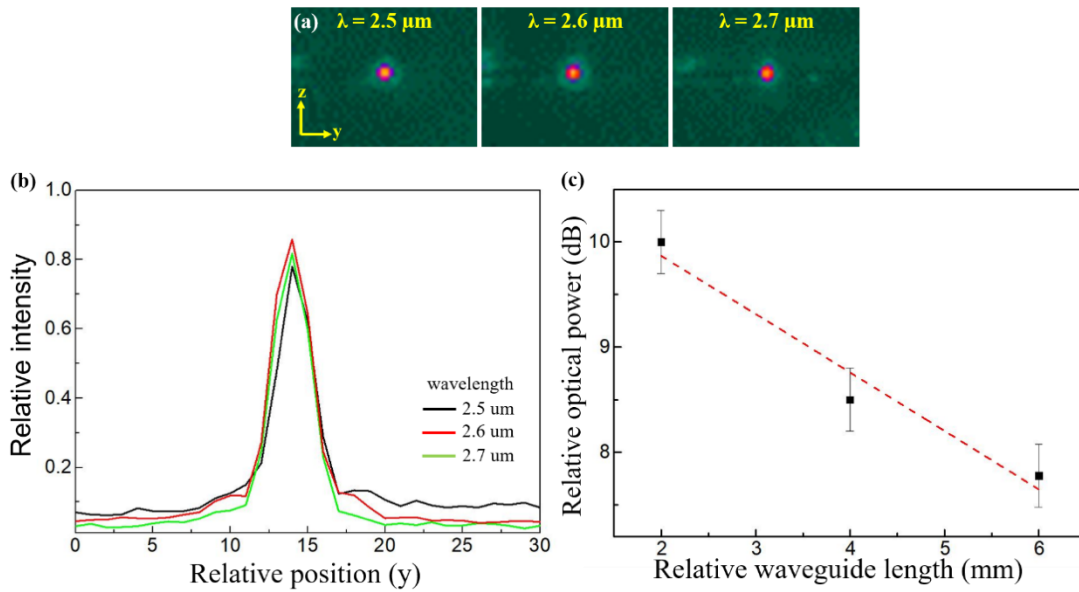 (a) λ = 2.5 μm λ = 2.6 μm λ = 2.7 μm
z
y
(b)
1.0
0.8
0.6
0.4
0.2
0 5 10 15 20 25 30
Relative intensity
Relative position (y)
wavelength
2.5 um
2.6 um
2.7 um
(c)
10
9
8
2 3 4 5 6
Relative optical power (dB)
Relative waveguide length (mm)